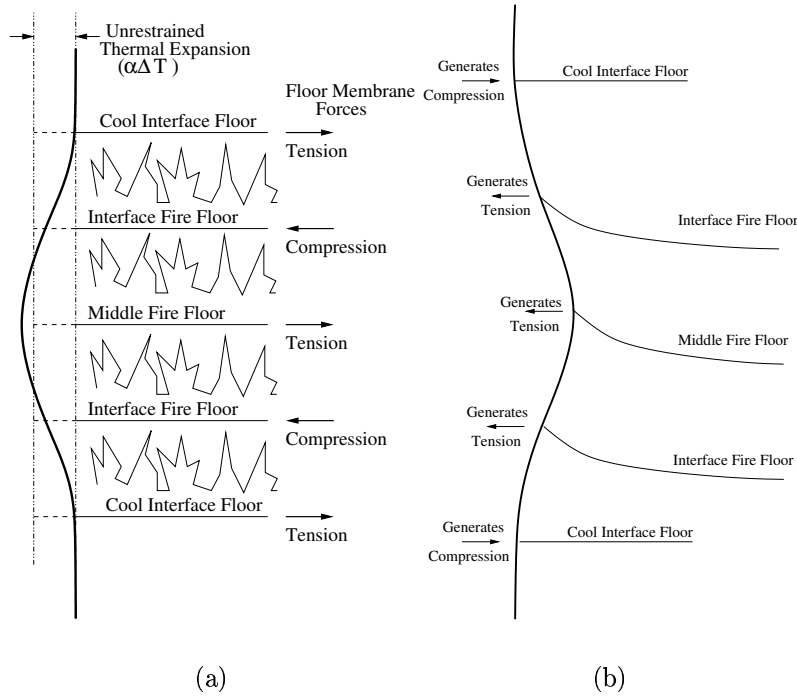 Unrestrained
Thermal Expansion
(αΔT)
Floor Membrane
Forces
Cool Interface Floor
Tension
Interface Fire Floor
Compression
Middle Fire Floor
Tension
Interface Fire Floor
Compression
Cool Interface Floor
Tension
(a)
Generates
Compression
Cool Interface Floor
Generates
Tension
Interface Fire Floor
Generates
Tension
Middle Fire Floor
Generates
Tension
Interface Fire Floor
Generates
Compression
Cool Interface Floor
(b)